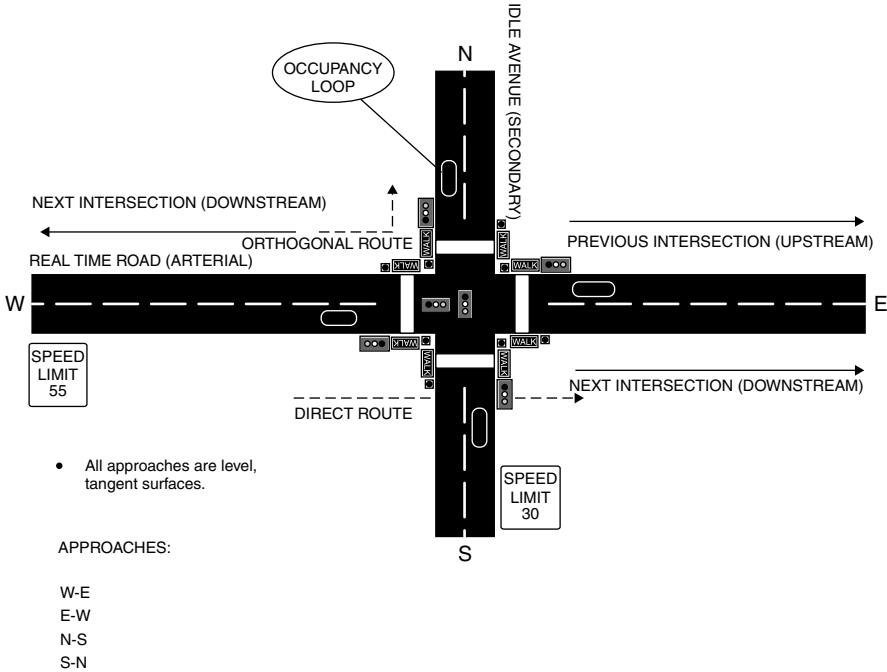 IDLE AVENUE (SECONDARY)
N
OCCUPANCY
LOOP
NEXT INTERSECTION (DOWNSTREAM)
ORTHOGONAL ROUTE
PREVIOUS INTERSECTION (UPSTREAM)
REAL TIME ROAD (ARTERIAL)
WALK
WALK
WALK
WALK
W
E
WALK
WALK
WALK
WALK
SPEED
LIMIT
55
NEXT INTERSECTION (DOWNSTREAM)
DIRECT ROUTE
• All approaches are level,
tangent surfaces.
SPEED
LIMIT
30
S
APPROACHES:
W-E
E-W
N-S
S-N